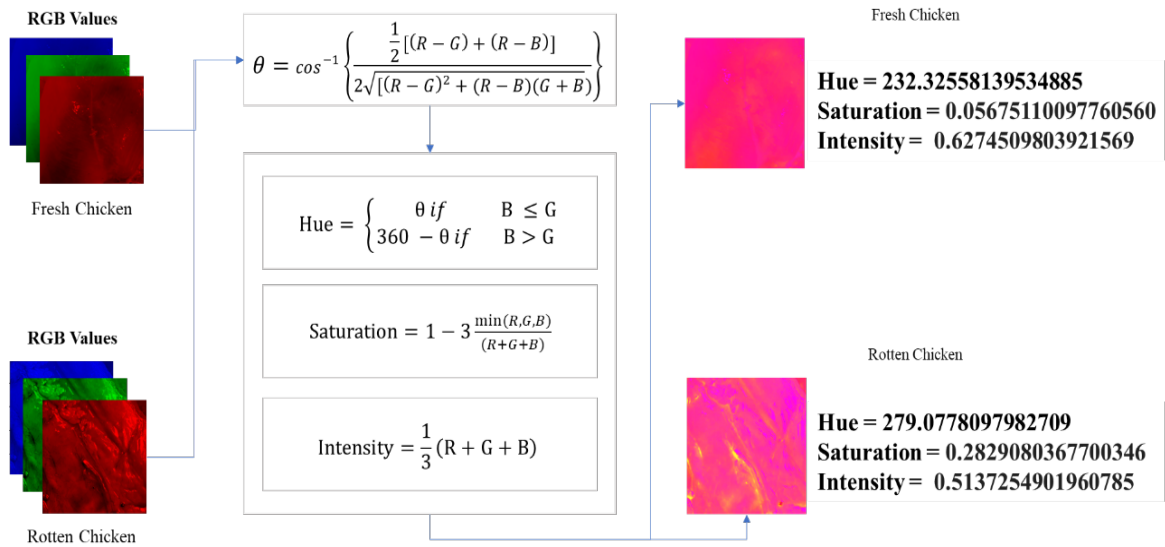 RGB Values
Fresh Chicken
RGB Values
Rotten Chicken
θ = cos⁻¹ { ½[(R − G) + (R − B)] / 2√[(R − G)² + (R − B)(G + B) }
Hue = { θ if B ≤ G
360 − θ if B > G
Saturation = 1 − 3 min(R,G,B) / (R+G+B)
Intensity = 1/3 (R + G + B)
Fresh Chicken
Hue = 232.32558139534885
Saturation = 0.05675110097760560
Intensity = 0.6274509803921569
Rotten Chicken
Hue = 279.0778097982709
Saturation = 0.2829080367700346
Intensity = 0.5137254901960785